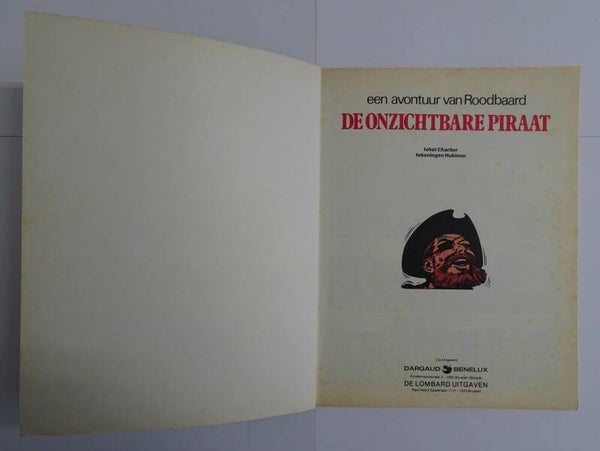 een avontuur van Roodbaard
DE ONZICHTBARE PIRAAT
tekst Charlier
tekeningen Hubinon
DARGAUD BENELUX
DE LOMBARD UITGAVEN